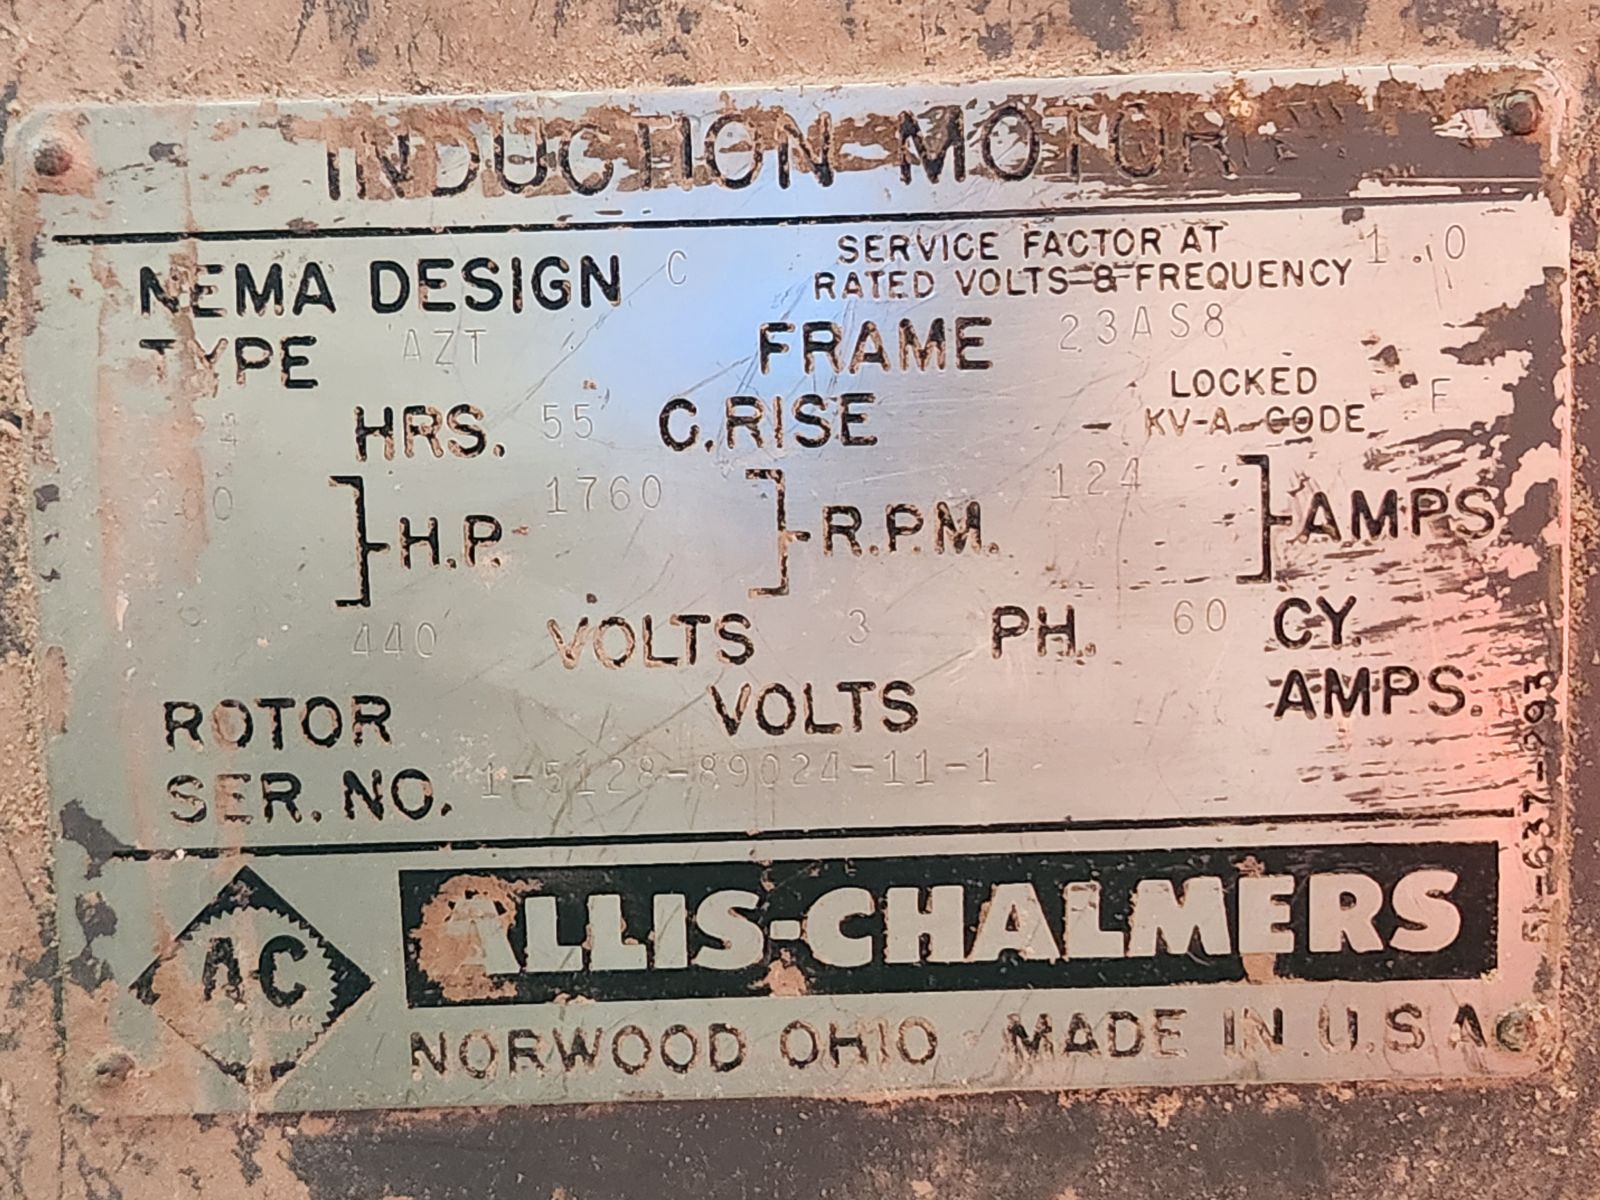 INDUCTION MOTOR
NEMA DESIGN C SERVICE FACTOR AT 1.0
RATED VOLTS & FREQUENCY
TYPE AZT FRAME 23AS8
HRS. 55 C.RISE LOCKED
KV-A CODE F
H.P. 1760 R.P.M. 124 AMPS
440 VOLTS 3 PH. 60 CY.
ROTOR VOLTS AMPS.
SER. NO. 1-5128-89024-11-1
AC ALLIS-CHALMERS
NORWOOD OHIO MADE IN U.S.A